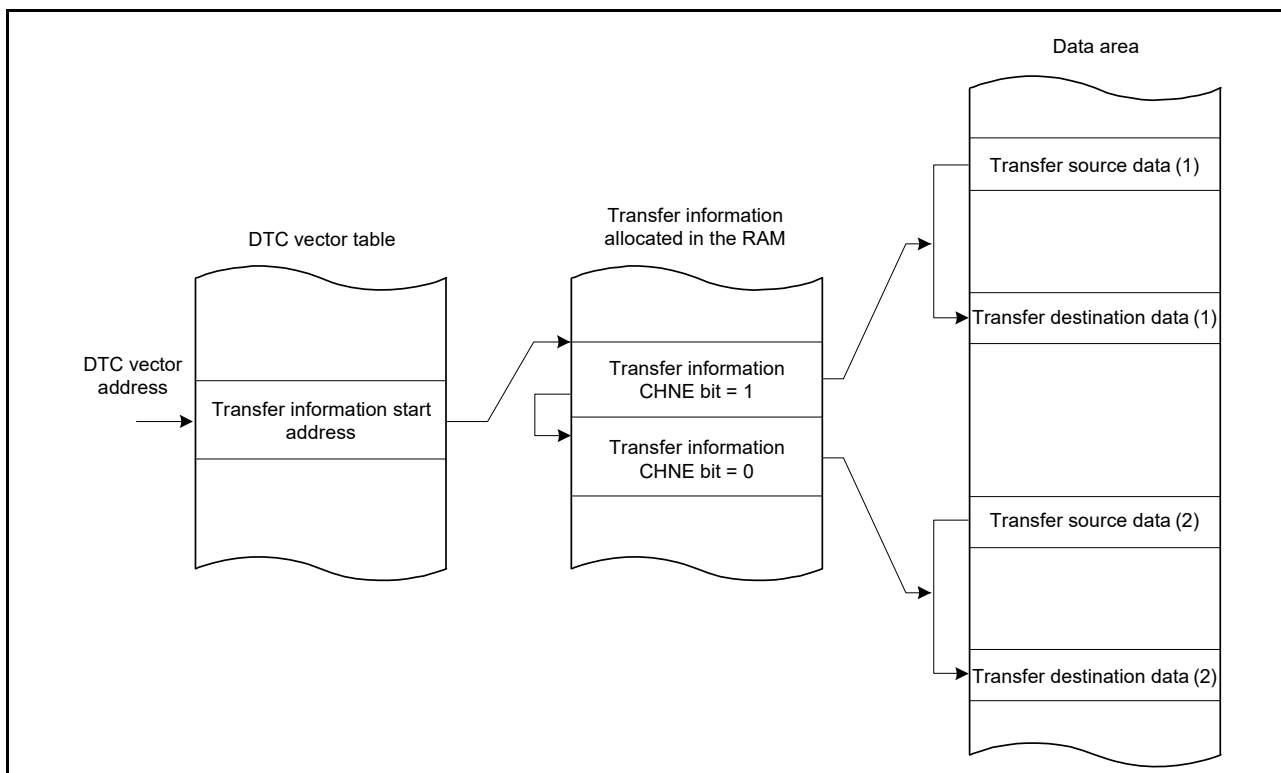 Data area
Transfer source data (1)
Transfer destination data (1)
Transfer source data (2)
Transfer destination data (2)
Transfer information
allocated in the RAM
Transfer information
CHNE bit = 1
Transfer information
CHNE bit = 0
DTC vector table
Transfer information start
address
DTC vector
address